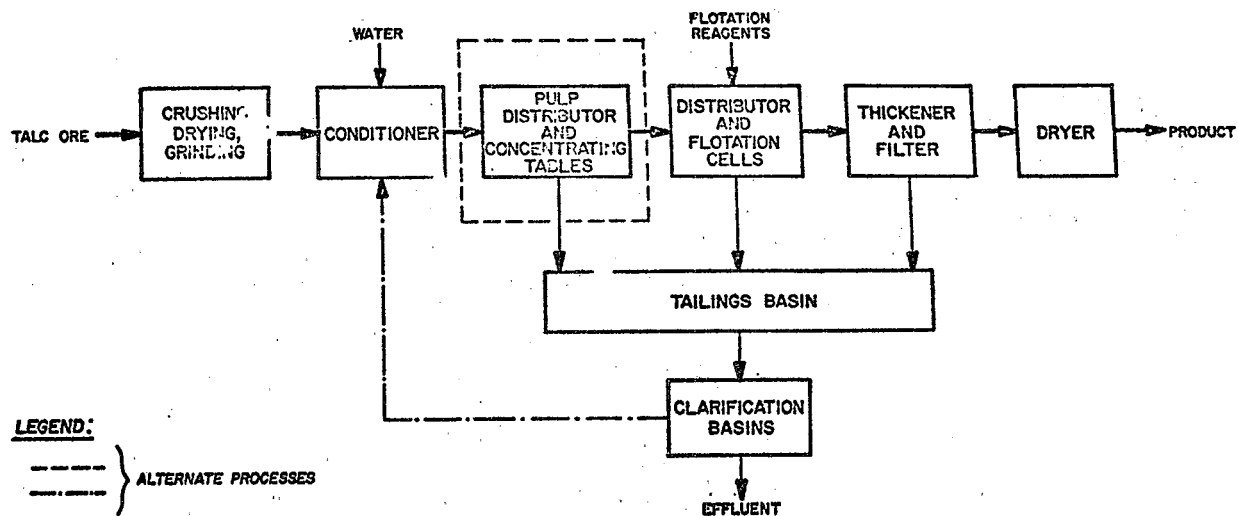 FLOTATION
REAGENTS
WATER
TALC ORE
CRUSHING,
DRYING,
GRINDING
CONDITIONER
PULP
DISTRIBUTOR
AND
CONCENTRATING
TABLES
DISTRIBUTOR
AND
FLOTATION
CELLS
THICKENER
AND
FILTER
DRYER
PRODUCT
TAILINGS BASIN
CLARIFICATION
BASINS
LEGEND:
ALTERNATE PROCESSES
EFFLUENT